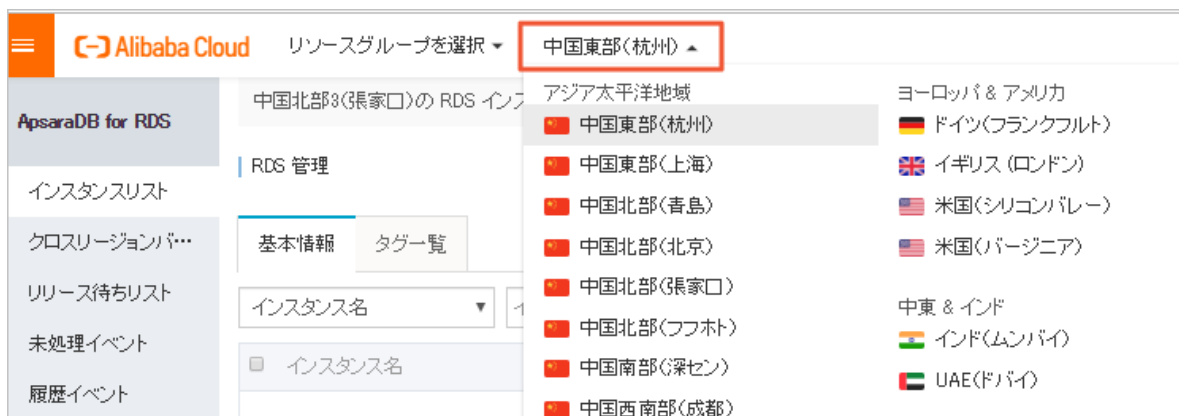 Alibaba Cloud リソースグループを選択 中国東部(杭州)
ApsaraDB for RDS
インスタンスリスト
クロスリージョンバ…
リリース待ちリスト
未処理イベント
履歴イベント
中国北部3(張家口)の RDS インス
RDS 管理
基本情報 タグ一覧
インスタンス名
インスタンス名
アジア太平洋地域
中国東部(杭州)
中国東部(上海)
中国北部(青島)
中国北部(北京)
中国北部(張家口)
中国北部(フフホト)
中国南部(深セン)
中国西南部(成都)
ヨーロッパ & アメリカ
ドイツ(フランクフルト)
イギリス (ロンドン)
米国(シリコンバレー)
米国(バージニア)
中東 & インド
インド(ムンバイ)
UAE(ドバイ)